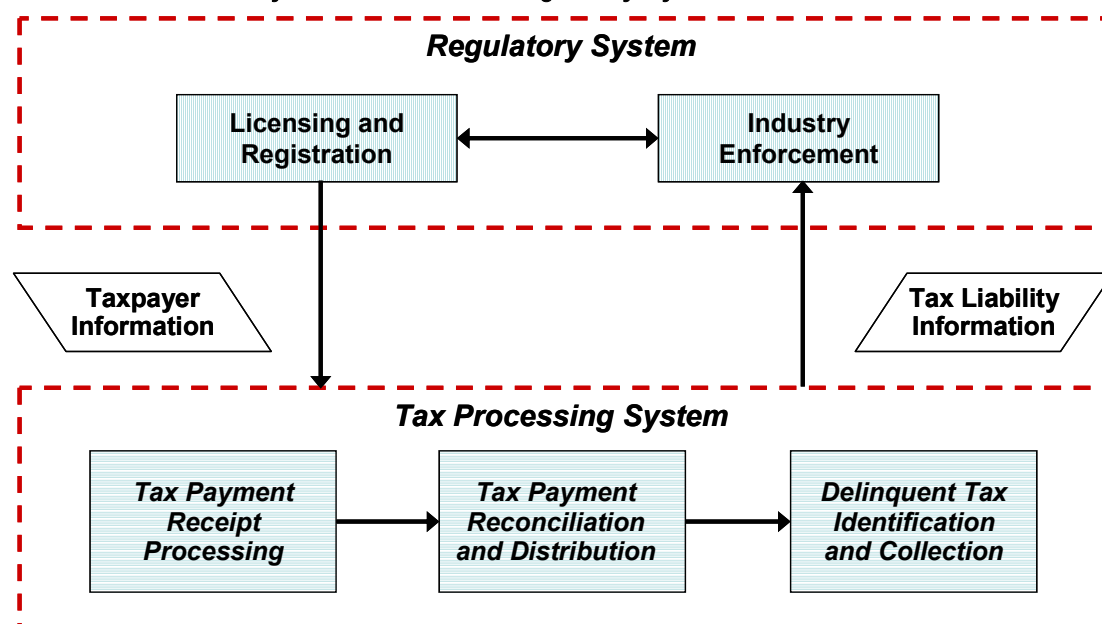 Regulatory System
Licensing and
Registration
Industry
Enforcement
Taxpayer
Information
Tax Liability
Information
Tax Processing System
Tax Payment
Receipt
Processing
Tax Payment
Reconciliation
and Distribution
Delinquent Tax
Identification
and Collection